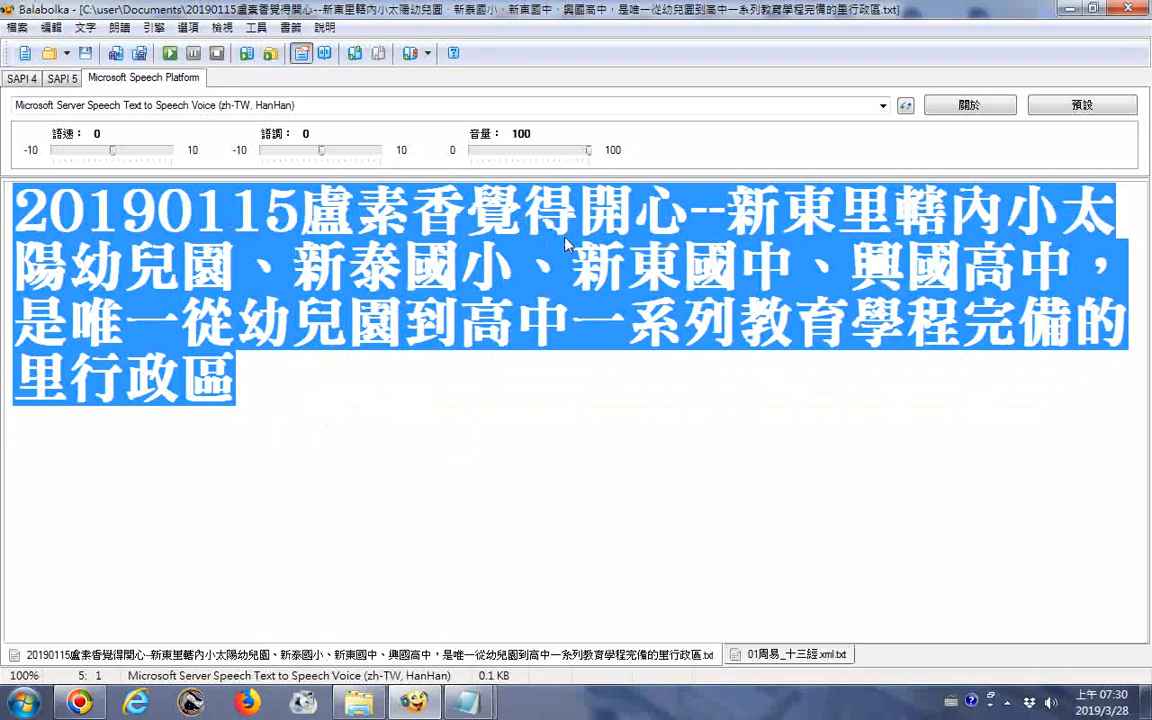 Balabolka - [C:\user\Documents\20190115盧素香覺得開心--新東里轄內小太陽幼兒園、新泰國小、新東國中、興國高中，是唯一從幼兒園到高中一系列教育學程完備的里行政區.txt]
檔案 編輯 文字 朗讀 引擎 選項 檢視 工具 書籤 說明
SAPI 4 SAPI 5 Microsoft Speech Platform
Microsoft Server Speech Text to Speech Voice (zh-TW, HanHan) 關於 預設
語速： 0 語調： 0 音量： 100
-10 10 -10 10 0 100
20190115盧素香覺得開心--新東里轄內小太
陽幼兒園、新泰國小、新東國中、興國高中，
是唯一從幼兒園到高中一系列教育學程完備的
里行政區
20190115盧素香覺得開心--新東里轄內小太陽幼兒園、新泰國小、新東國中、興國高中，是唯一從幼兒園到高中一系列教育學程完備的里行政區.txt 01周易_十三經.xml.txt
100% 5: 1 Microsoft Server Speech Text to Speech Voice (zh-TW, HanHan) 0.1 KB
上午 07:30
2019/3/28